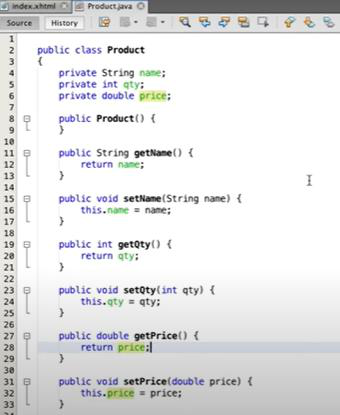 index.xhtml
Product.java
Source
History
1
2 public class Product
3 {
4 private String name;
5 private int qty;
6 private double price;
7
8 public Product() {
9 }
10
11 public String getName() {
12 return name;
13 }
14
15 public void setName(String name) {
16 this.name = name;
17 }
18
19 public int getQty() {
20 return qty;
21 }
22
23 public void setQty(int qty) {
24 this.qty = qty;
25 }
26
27 public double getPrice() {
28 return price;
29 }
30
31 public void setPrice(double price) {
32 this.price = price;
33 }